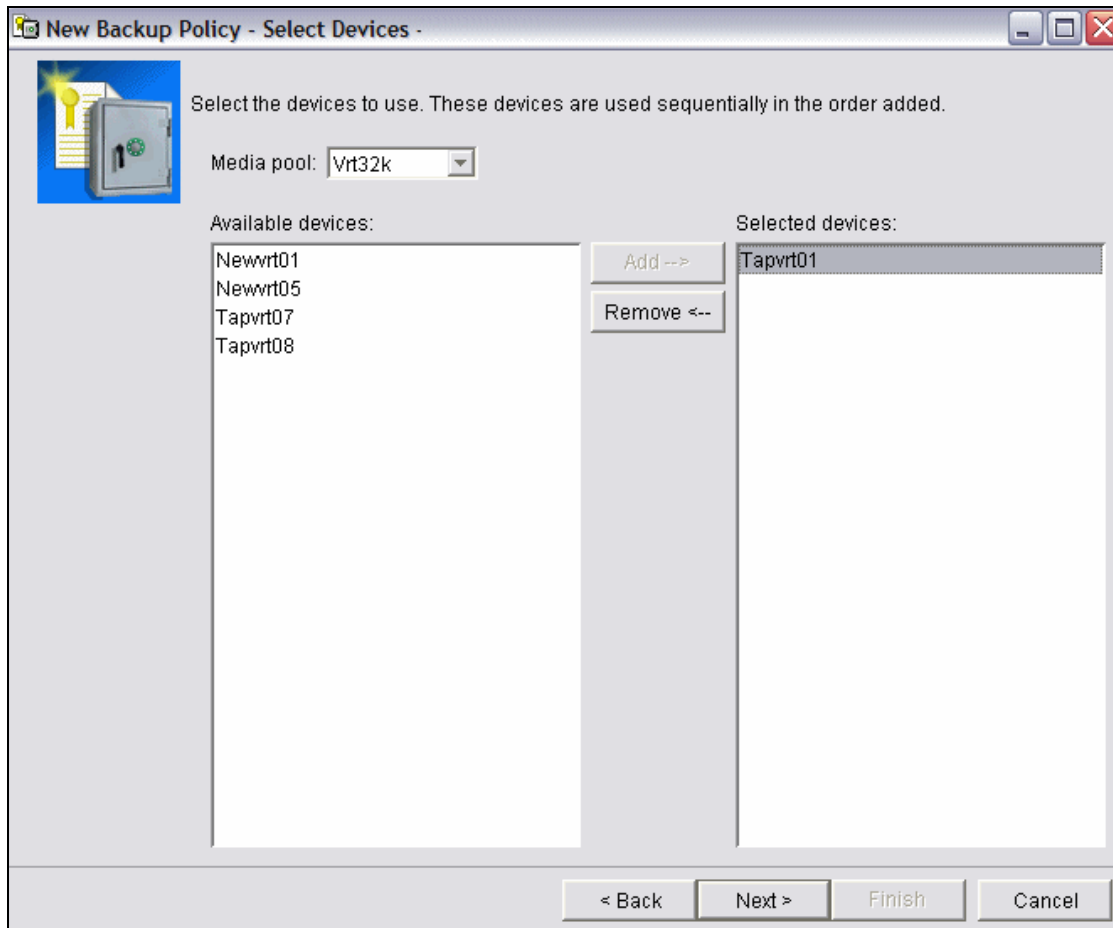 New Backup Policy - Select Devices -
Select the devices to use. These devices are used sequentially in the order added.
Media pool: Vrt32k
Available devices:
Newvrt01
Newvrt05
Tapvrt07
Tapvrt08
Add -->
Remove <--
Selected devices:
Tapvrt01
< Back Next > Finish Cancel